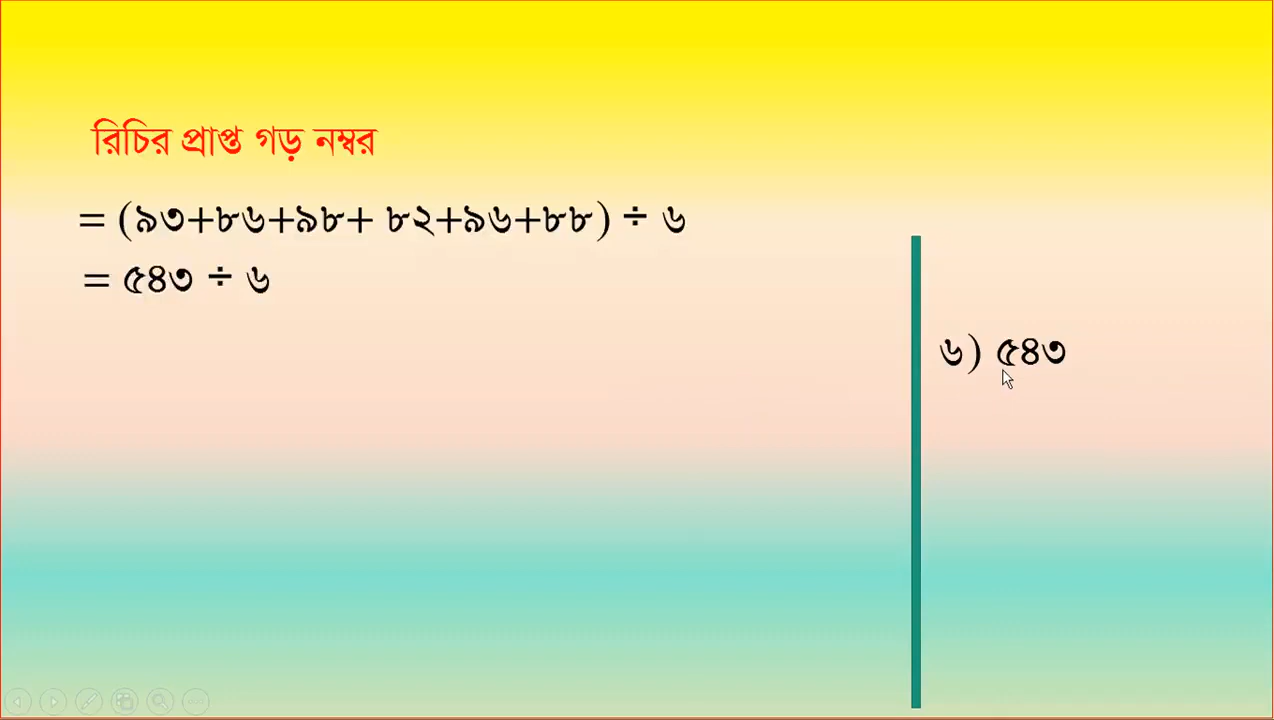 রিচির প্রাপ্ত গড় নম্বর
= (৯৩+৮৬+৯৮+ ৮২+৯৬+৮৮) ÷ ৬
= ৫৪৩ ÷ ৬
৬) ৫৪৩